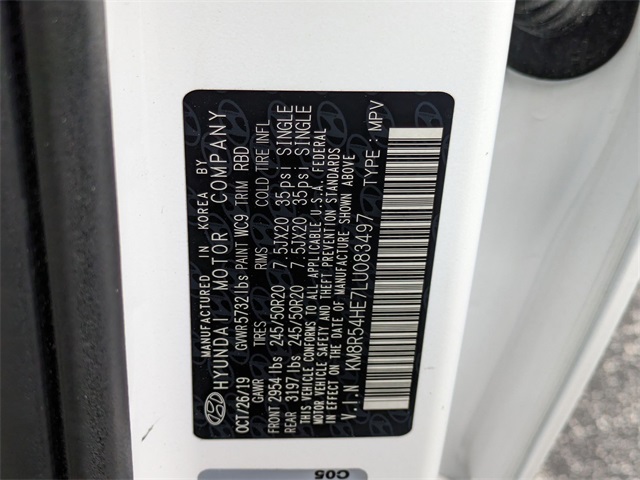 MANUFACTURED IN KOREA BY
HYUNDAI MOTOR COMPANY
OCT/26/19 GVWR5732lbs PAINT WC9 TRIM RBD
GAWR TIRES RIMS COLD TIRE INFL
FRONT 2954 lbs 245/50R20 7.5JX20 35psi SINGLE
REAR 3197lbs 245/50R20 7.5JX20 35psi SINGLE
THIS VEHICLE CONFORMS TO ALL APPLICABLE U.S.A. FEDERAL
MOTOR VEHICLE SAFETY AND THEFT PREVENTION STANDARDS
IN EFFECT ON THE DATE OF MANUFACTURE SHOWN ABOVE
V.I.N KM8R54HE7LU083497 TYPE : MPV
C05